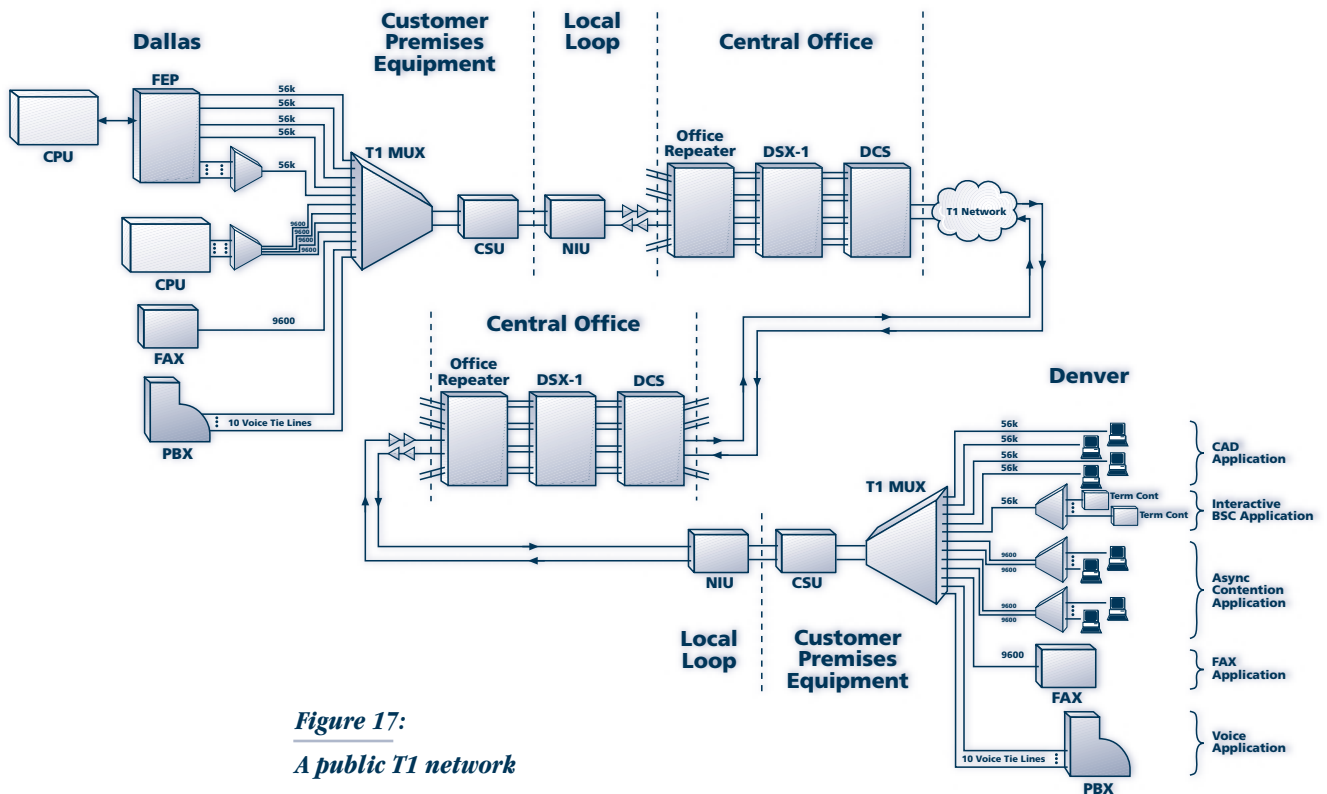 Dallas
Customer
Premises
Equipment
Local
Loop
Central Office
FEP
CPU
56k
56k
56k
56k
56k
T1 MUX
CSU
NIU
Office
Repeater
DSX-1
DCS
T1 Network
CPU
9600
9600
9600
9600
FAX
9600
PBX
10 Voice Tie Lines
Central Office
Office
Repeater
DSX-1
DCS
Denver
T1 MUX
NIU
CSU
Local
Loop
Customer
Premises
Equipment
56k
56k
56k
56k
CAD
Application
56k
Term Cont
Term Cont
Interactive
BSC Application
9600
9600
9600
9600
Async
Contention
Application
9600
FAX
FAX
Application
10 Voice Tie Lines
PBX
Voice
Application
Figure 17:
A public T1 network